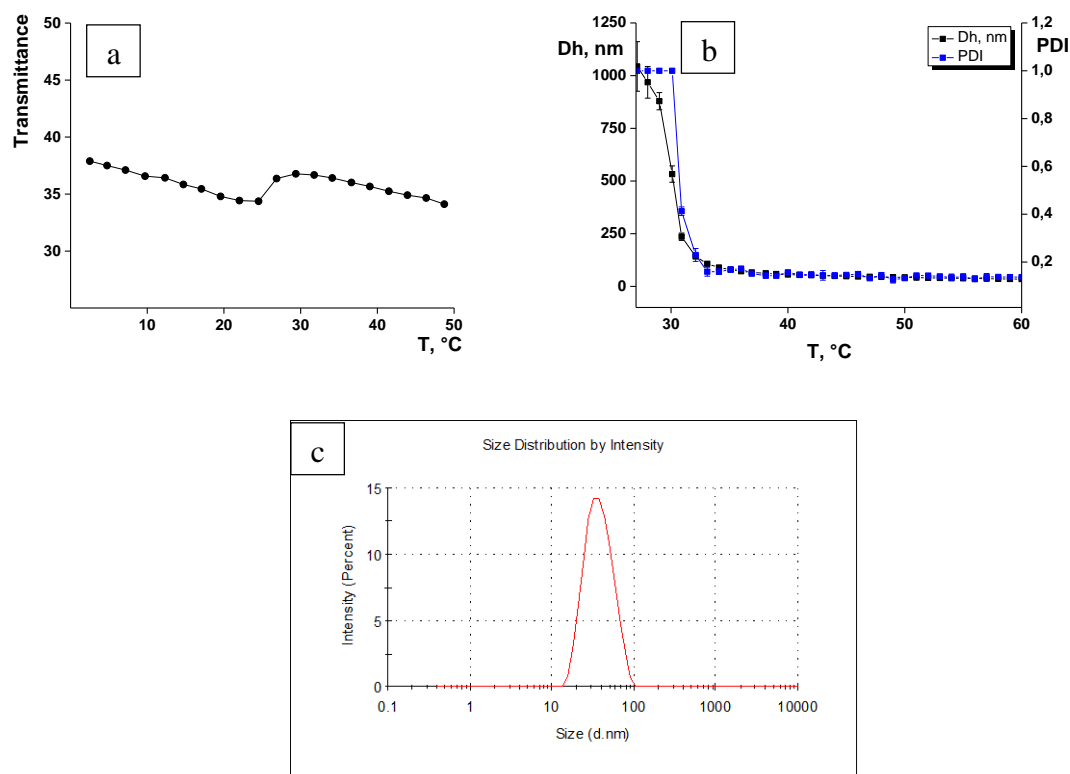 a
50
45
40
35
30
Transmittance
10
20
30
40
50
T, °C
b
Dh, nm
PDI
Dh, nm
1250
1000
750
500
250
0
PDI
1,2
1,0
0,8
0,6
0,4
0,2
30
40
50
60
T, °C
c
Size Distribution by Intensity
15
10
5
0
Intensity (Percent)
0.1
1
10
100
1000
10000
Size (d.nm)